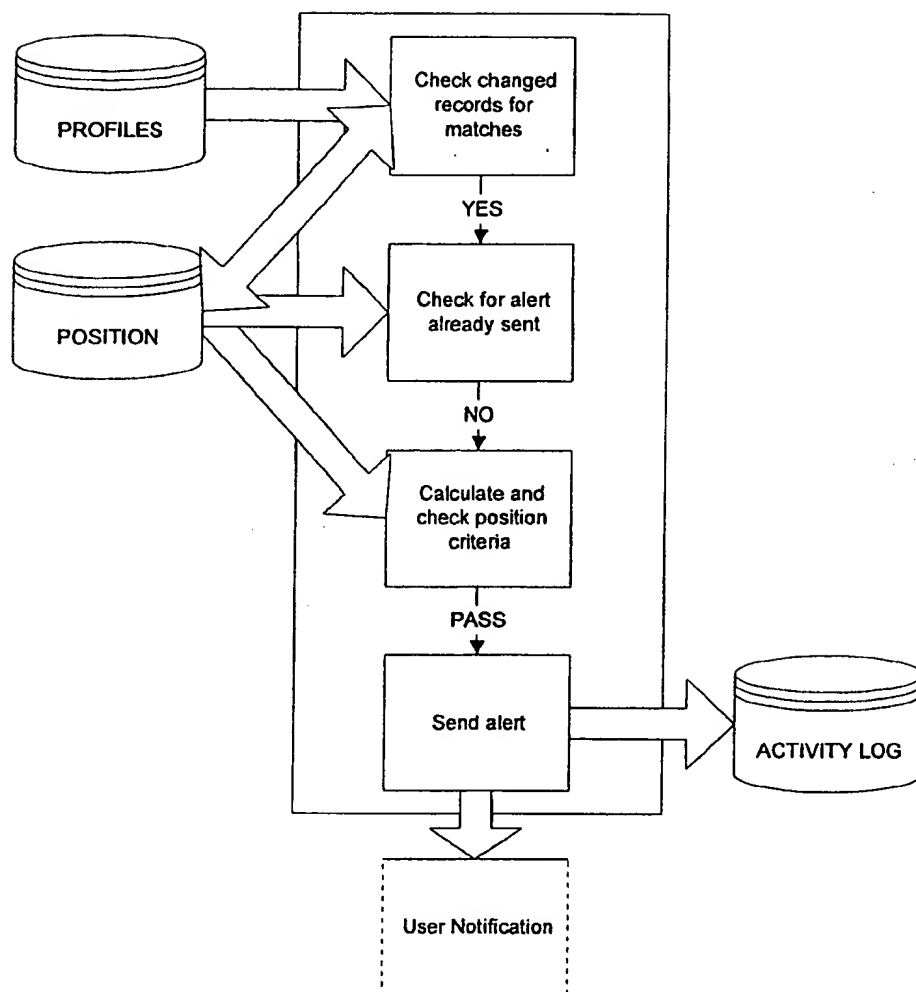 PROFILES
Check changed
records for
matches
YES
POSITION
Check for alert
already sent
NO
Calculate and
check position
criteria
PASS
Send alert
ACTIVITY LOG
User Notification